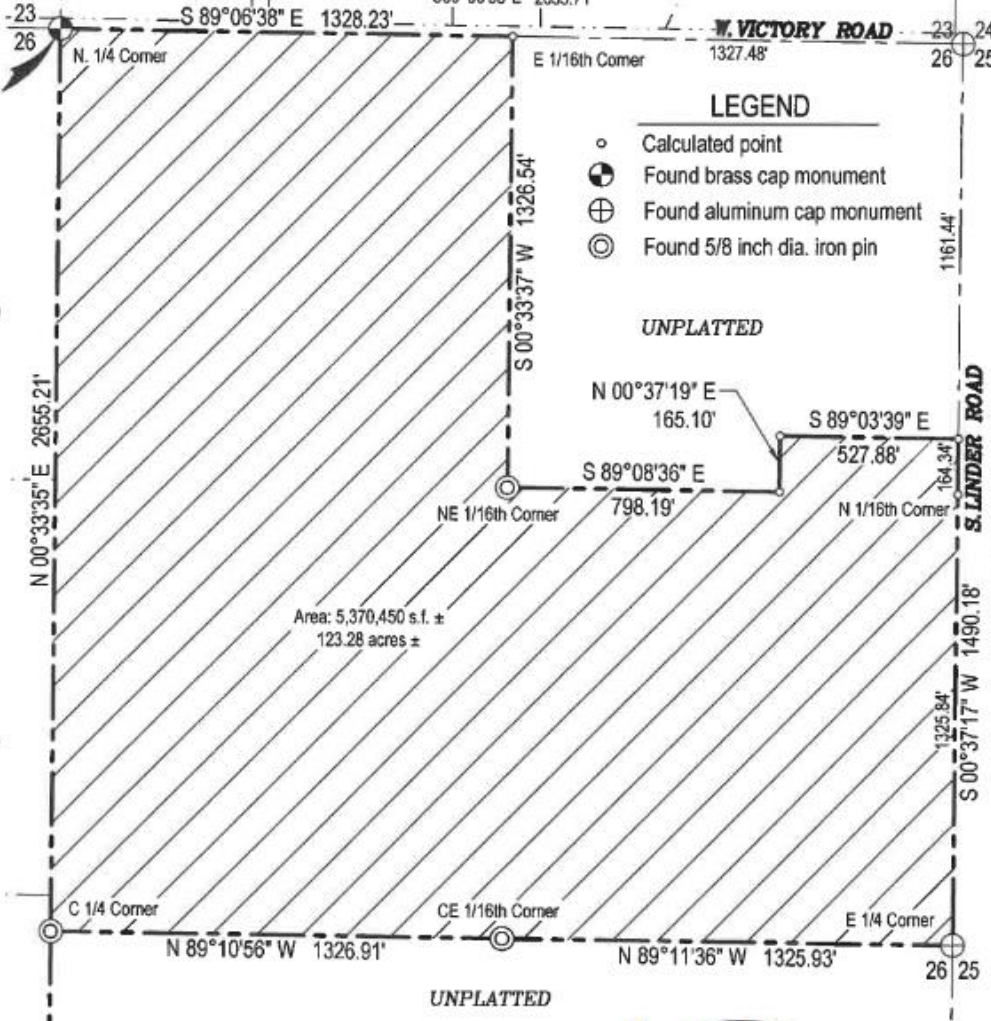 23
26
S 89°06'38" E 1328.23'
W. VICTORY ROAD
1327.48'
23 24
26 25
N. 1/4 Corner
E 1/16th Corner
LEGEND
Calculated point
Found brass cap monument
Found aluminum cap monument
Found 5/8 inch dia. iron pin
S 00°33'37" W 1326.54'
1161.44'
UNPLATTED
N 00°37'19" E
165.10'
S 89°03'39" E
527.88'
164.34'
S. LINDER ROAD
N 00°33'35" E 2655.21'
S 89°08'36" E
798.19'
NE 1/16th Corner
N 1/16th Corner
Area: 5,370,450 s.f. ±
123.28 acres ±
1325.84'
S 00°37'17" W 1490.18'
C 1/4 Corner
CE 1/16th Corner
E 1/4 Corner
N 89°10'56" W 1326.91'
N 89°11'36" W 1325.93'
26 25
UNPLATTED